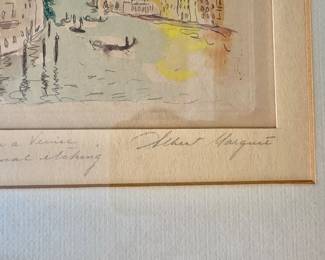 a Venise
Albert Marquet
etching